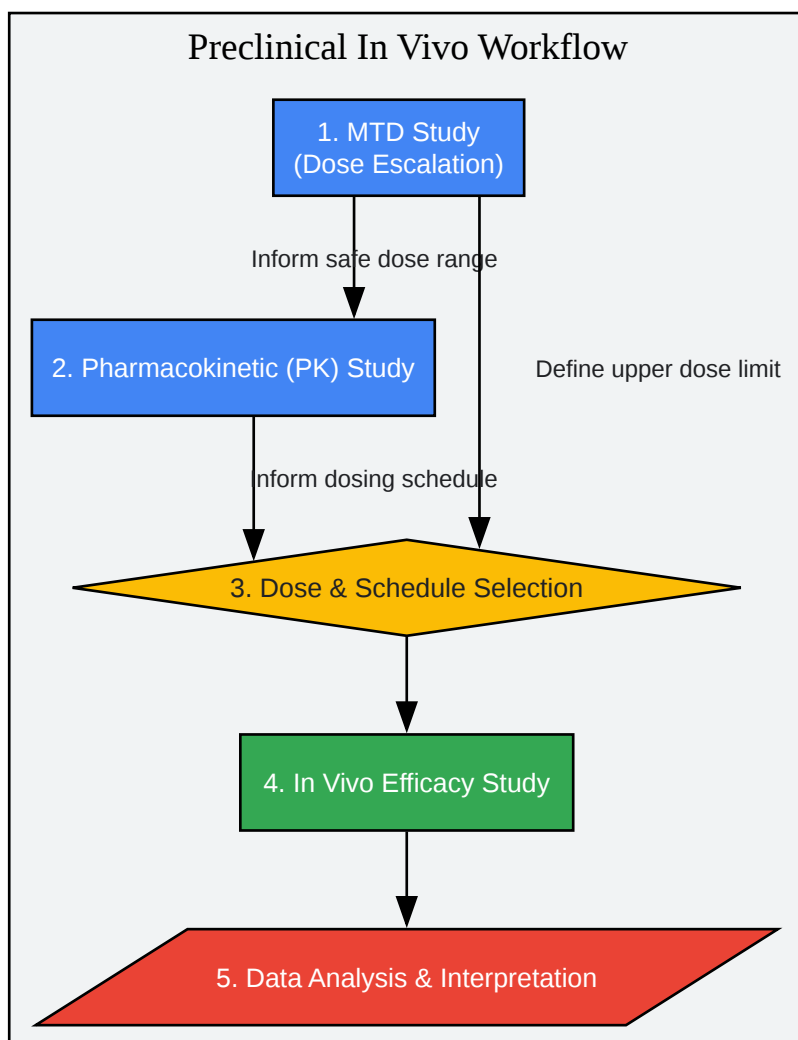 Preclinical In Vivo Workflow
1. MTD Study
(Dose Escalation)
Inform safe dose range
2. Pharmacokinetic (PK) Study
Define upper dose limit
Inform dosing schedule
3. Dose & Schedule Selection
4. In Vivo Efficacy Study
5. Data Analysis & Interpretation